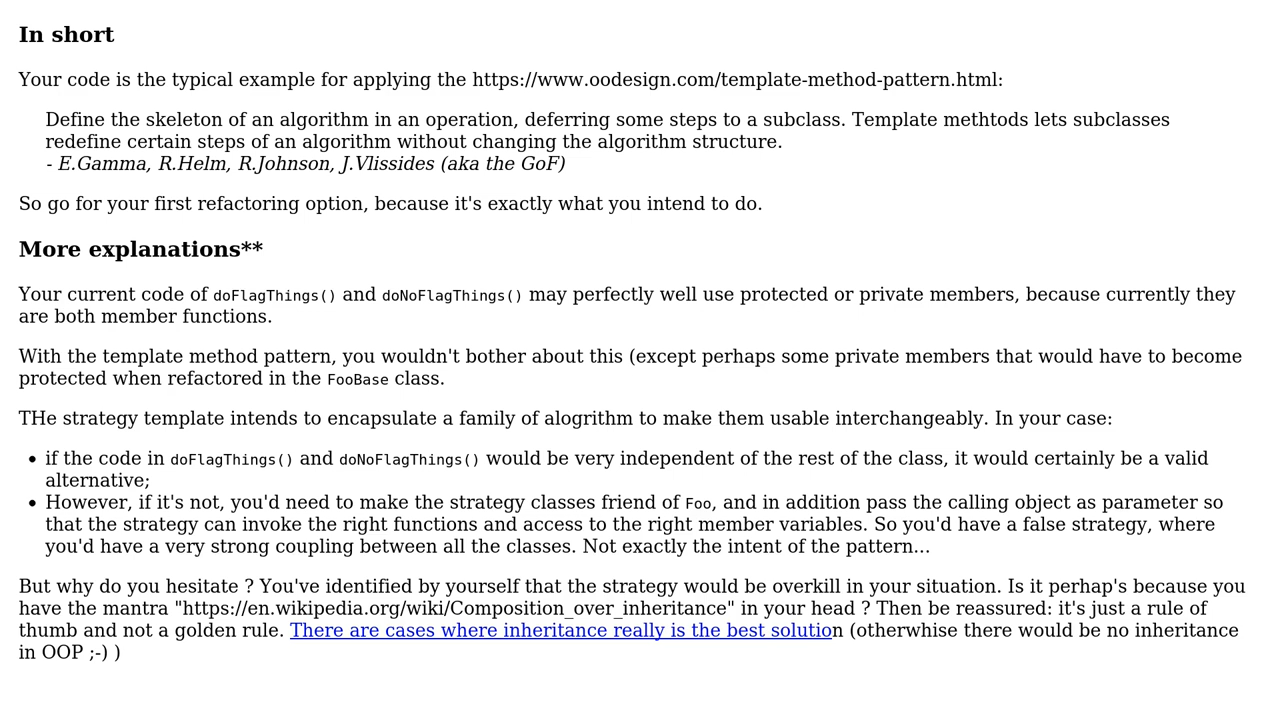 In short
Your code is the typical example for applying the https://www.oodesign.com/template-method-pattern.html:
Define the skeleton of an algorithm in an operation, deferring some steps to a subclass. Template methtods lets subclasses
redefine certain steps of an algorithm without changing the algorithm structure.
- E.Gamma, R.Helm, R.Johnson, J.Vlissides (aka the GoF)
So go for your first refactoring option, because it's exactly what you intend to do.
More explanations**
Your current code of doFlagThings() and doNoFlagThings() may perfectly well use protected or private members, because currently they
are both member functions.
With the template method pattern, you wouldn't bother about this (except perhaps some private members that would have to become
protected when refactored in the FooBase class.
THe strategy template intends to encapsulate a family of alogrithm to make them usable interchangeably. In your case:
• if the code in doFlagThings() and doNoFlagThings() would be very independent of the rest of the class, it would certainly be a valid
alternative;
• However, if it's not, you'd need to make the strategy classes friend of Foo, and in addition pass the calling object as parameter so
that the strategy can invoke the right functions and access to the right member variables. So you'd have a false strategy, where
you'd have a very strong coupling between all the classes. Not exactly the intent of the pattern...
But why do you hesitate ? You've identified by yourself that the strategy would be overkill in your situation. Is it perhap's because you
have the mantra "https://en.wikipedia.org/wiki/Composition_over_inheritance" in your head ? Then be reassured: it's just a rule of
thumb and not a golden rule. There are cases where inheritance really is the best solution (otherwhise there would be no inheritance
in OOP ;-) )